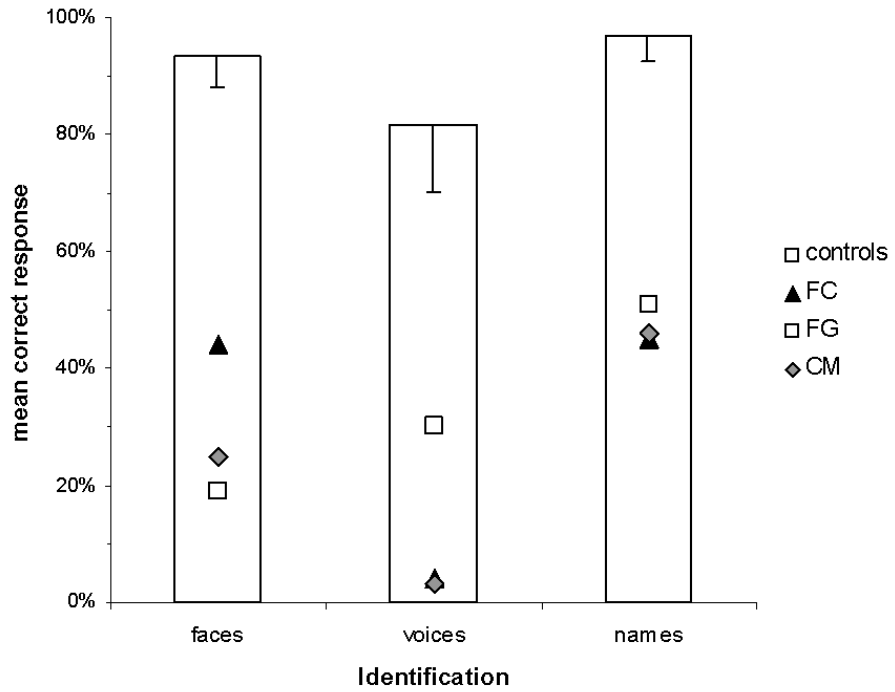 100%
80%
60%
40%
20%
0%
mean correct response
faces
voices
names
Identification
controls
FC
FG
CM